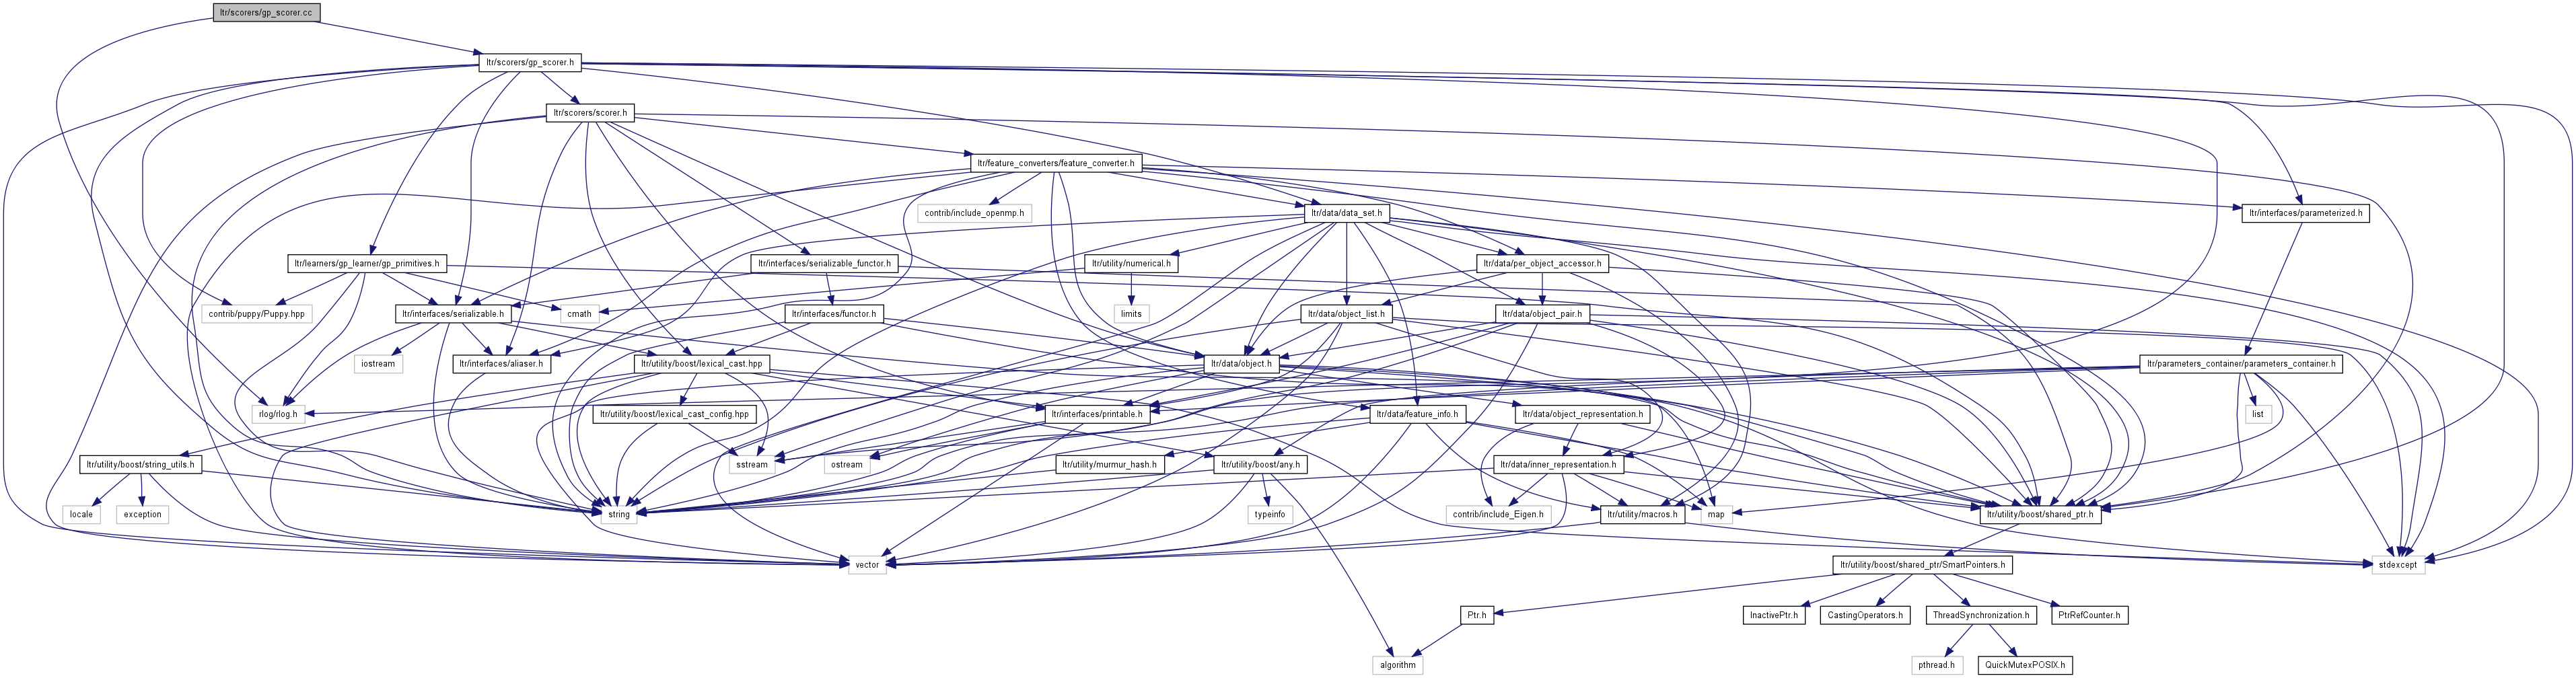 ltr/scorers/gp_scorer.cc
ltr/scorers/gp_scorer.h
ltr/scorers/scorer.h
ltr/feature_converters/feature_converter.h
contrib/include_openmp.h
ltr/data/data_set.h
ltr/interfaces/parameterized.h
ltr/learners/gp_learner/gp_primitives.h
ltr/interfaces/serializable_functor.h
ltr/utility/numerical.h
ltr/data/per_object_accessor.h
contrib/puppy/Puppy.hpp
ltr/interfaces/serializable.h
cmath
ltr/interfaces/functor.h
limits
ltr/data/object_list.h
ltr/data/object_pair.h
iostream
ltr/interfaces/aliaser.h
ltr/utility/boost/lexical_cast.hpp
ltr/data/object.h
ltr/parameters_container/parameters_container.h
rlog/rlog.h
ltr/utility/boost/lexical_cast_config.hpp
ltr/interfaces/printable.h
ltr/data/feature_info.h
ltr/data/object_representation.h
list
ltr/utility/boost/string_utils.h
sstream
ostream
ltr/utility/murmur_hash.h
ltr/utility/boost/any.h
ltr/data/inner_representation.h
locale
exception
string
typeinfo
contrib/include_Eigen.h
ltr/utility/macros.h
map
ltr/utility/boost/shared_ptr.h
vector
ltr/utility/boost/shared_ptr/SmartPointers.h
stdexcept
Ptr.h
InactivePtr.h
CastingOperators.h
ThreadSynchronization.h
PtrRefCounter.h
algorithm
pthread.h
QuickMutexPOSIX.h